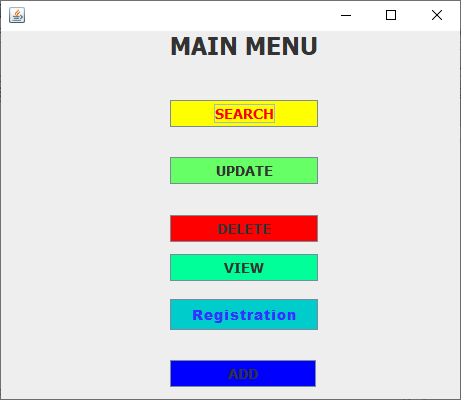 MAIN MENU
SEARCH
UPDATE
DELETE
VIEW
Registration
ADD